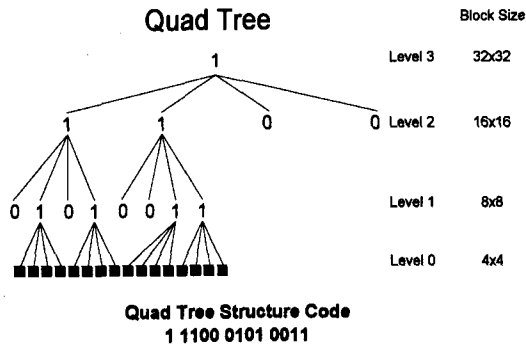 Quad Tree
Block Size
1 Level 3 32x32
1 1 0 0 Level 2 16x16
0 1 0 1 0 0 1 1 Level 1 8x8
Level 0 4x4
Quad Tree Structure Code
1 1100 0101 0011